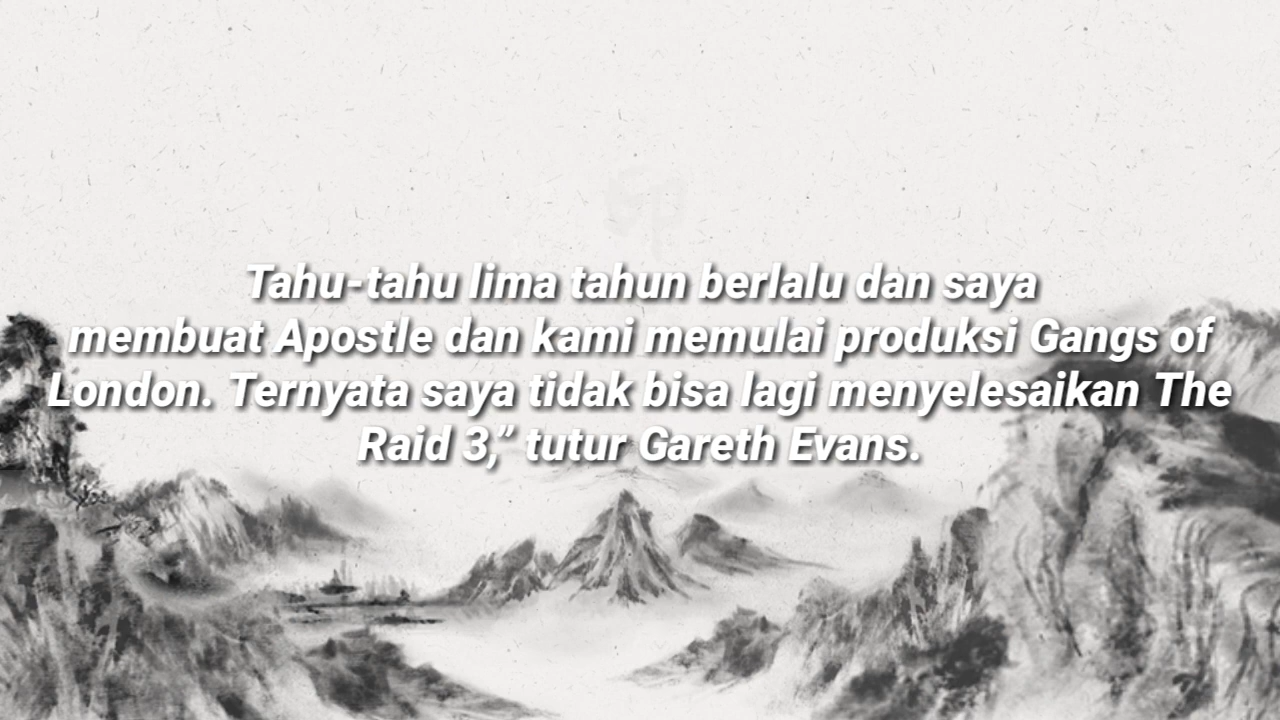 Tahu-tahu lima tahun berlalu dan saya
membuat Apostle dan kami memulai produksi Gangs of
London. Ternyata saya tidak bisa lagi menyelesaikan The
Raid 3,” tutur Gareth Evans.